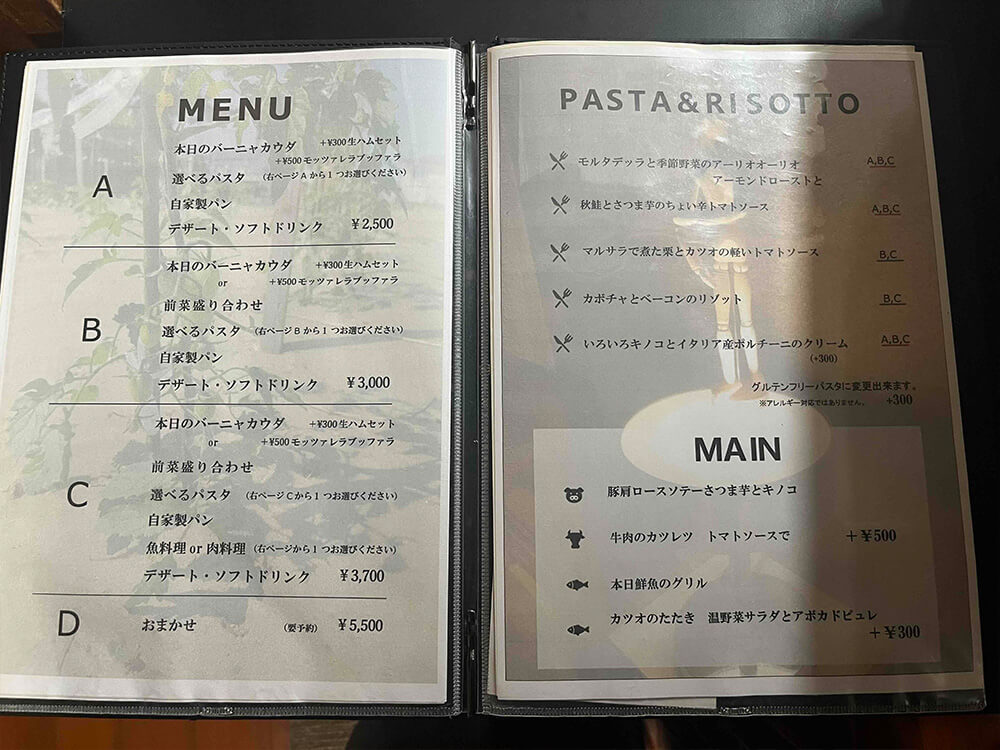 MENU
A
本日のバーニャカウダ +¥300生ハムセット
+¥500モッツァレラブッファラ
選べるパスタ (右ページAから1つお選びください)
自家製パン
デザート・ソフトドリンク ¥2,500
B
本日のバーニャカウダ +¥300生ハムセット
or +¥500モッツァレラブッファラ
前菜盛り合わせ
選べるパスタ (右ページBから1つお選びください)
自家製パン
デザート・ソフトドリンク ¥3,000
C
本日のバーニャカウダ +¥300生ハムセット
or +¥500モッツァレラブッファラ
前菜盛り合わせ
選べるパスタ (右ページCから1つお選びください)
自家製パン
魚料理 or 肉料理 (右ページから1つお選びください)
デザート・ソフトドリンク ¥3,700
D おまかせ (要予約) ¥5,500
PASTA&RISOTTO
モルタデッラと季節野菜のアーリオオーリオ A,B,C
アーモンドローストと
秋鮭とさつま芋のちょい辛トマトソース A,B,C
マルサラで煮た栗とカツオの軽いトマトソース B,C
カボチャとベーコンのリゾット B,C
いろいろキノコとイタリア産ポルチーニのクリーム A,B,C
(+300)
グルテンフリーパスタに変更出来ます。
※アレルギー対応ではありません。 +300
MAIN
豚肩ロースソテーさつま芋とキノコ
牛肉のカツレツ トマトソースで +¥500
本日鮮魚のグリル
カツオのたたき 温野菜サラダとアボカドピュレ
+¥300